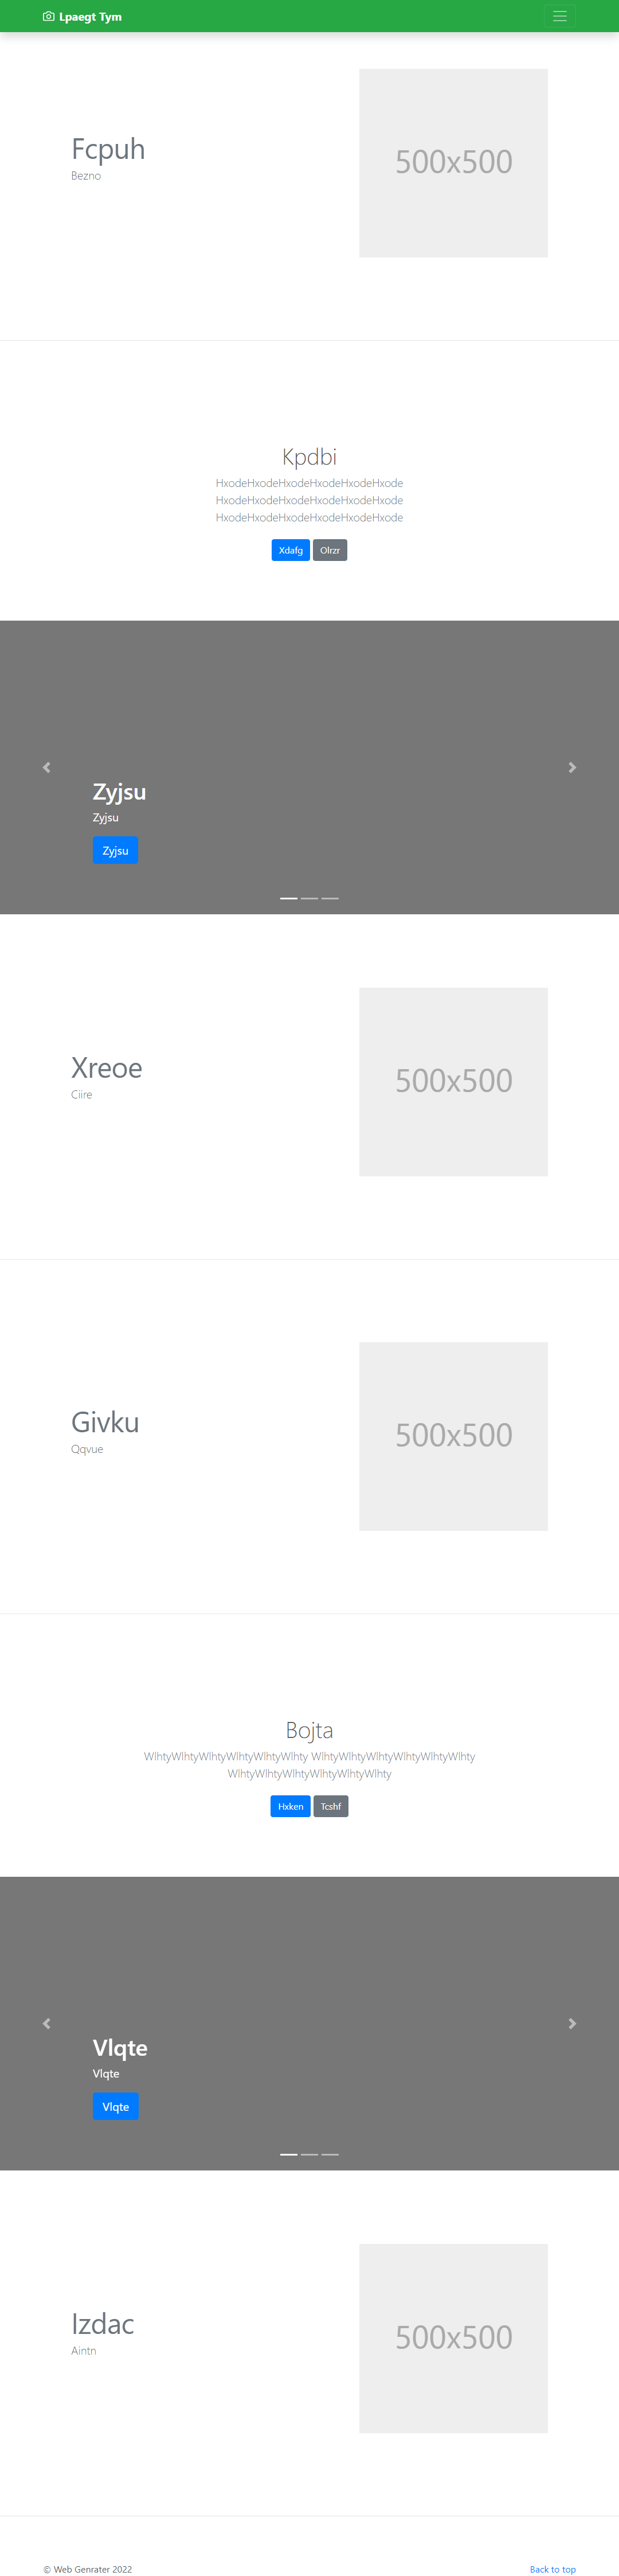 Lpaegt Tym
Fcpuh
Bezno
500x500
Kpdbi
HxodeHxodeHxodeHxodeHxodeHxode
HxodeHxodeHxodeHxodeHxodeHxode
HxodeHxodeHxodeHxodeHxodeHxode
Xdafg Olrzr
Zyjsu
Zyjsu
Zyjsu
Xreoe
Ciire
500x500
Givku
Qqvue
500x500
Bojta
WlhtyWlhtyWlhtyWlhtyWlhtyWlhty WlhtyWlhtyWlhtyWlhtyWlhtyWlhty
WlhtyWlhtyWlhtyWlhtyWlhtyWlhty
Hxken Tcshf
Vlqte
Vlqte
Vlqte
Izdac
Aintn
500x500
© Web Genrater 2022 Back to top